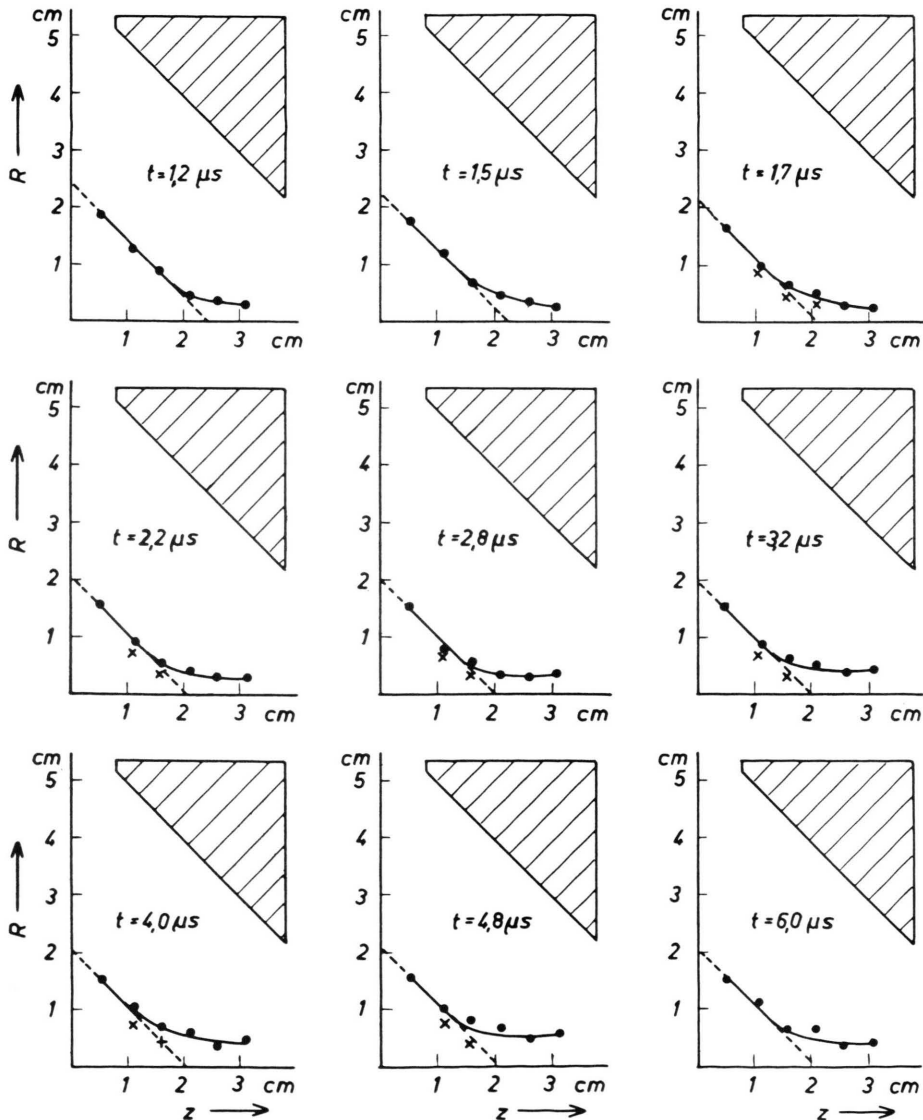 cm cm cm
5 5 5
4 4 4
3 3 3
R
t = 1,2 µs t = 1,5 µs t = 1,7 µs
2 2 2
1 1 1
1 2 3 cm 1 2 3 cm 1 2 3 cm
cm cm cm
5 5 5
4 4 4
R
3 3 3
t = 2,2 µs t = 2,8 µs t = 3,2 µs
2 2 2
1 1 1
1 2 3 cm 1 2 3 cm 1 2 3 cm
cm cm cm
5 5 5
4 4 4
R
3 3 3
t = 4,0 µs t = 4,8 µs t = 6,0 µs
2 2 2
1 1 1
1 2 3 cm 1 2 3 cm 1 2 3 cm
z z z